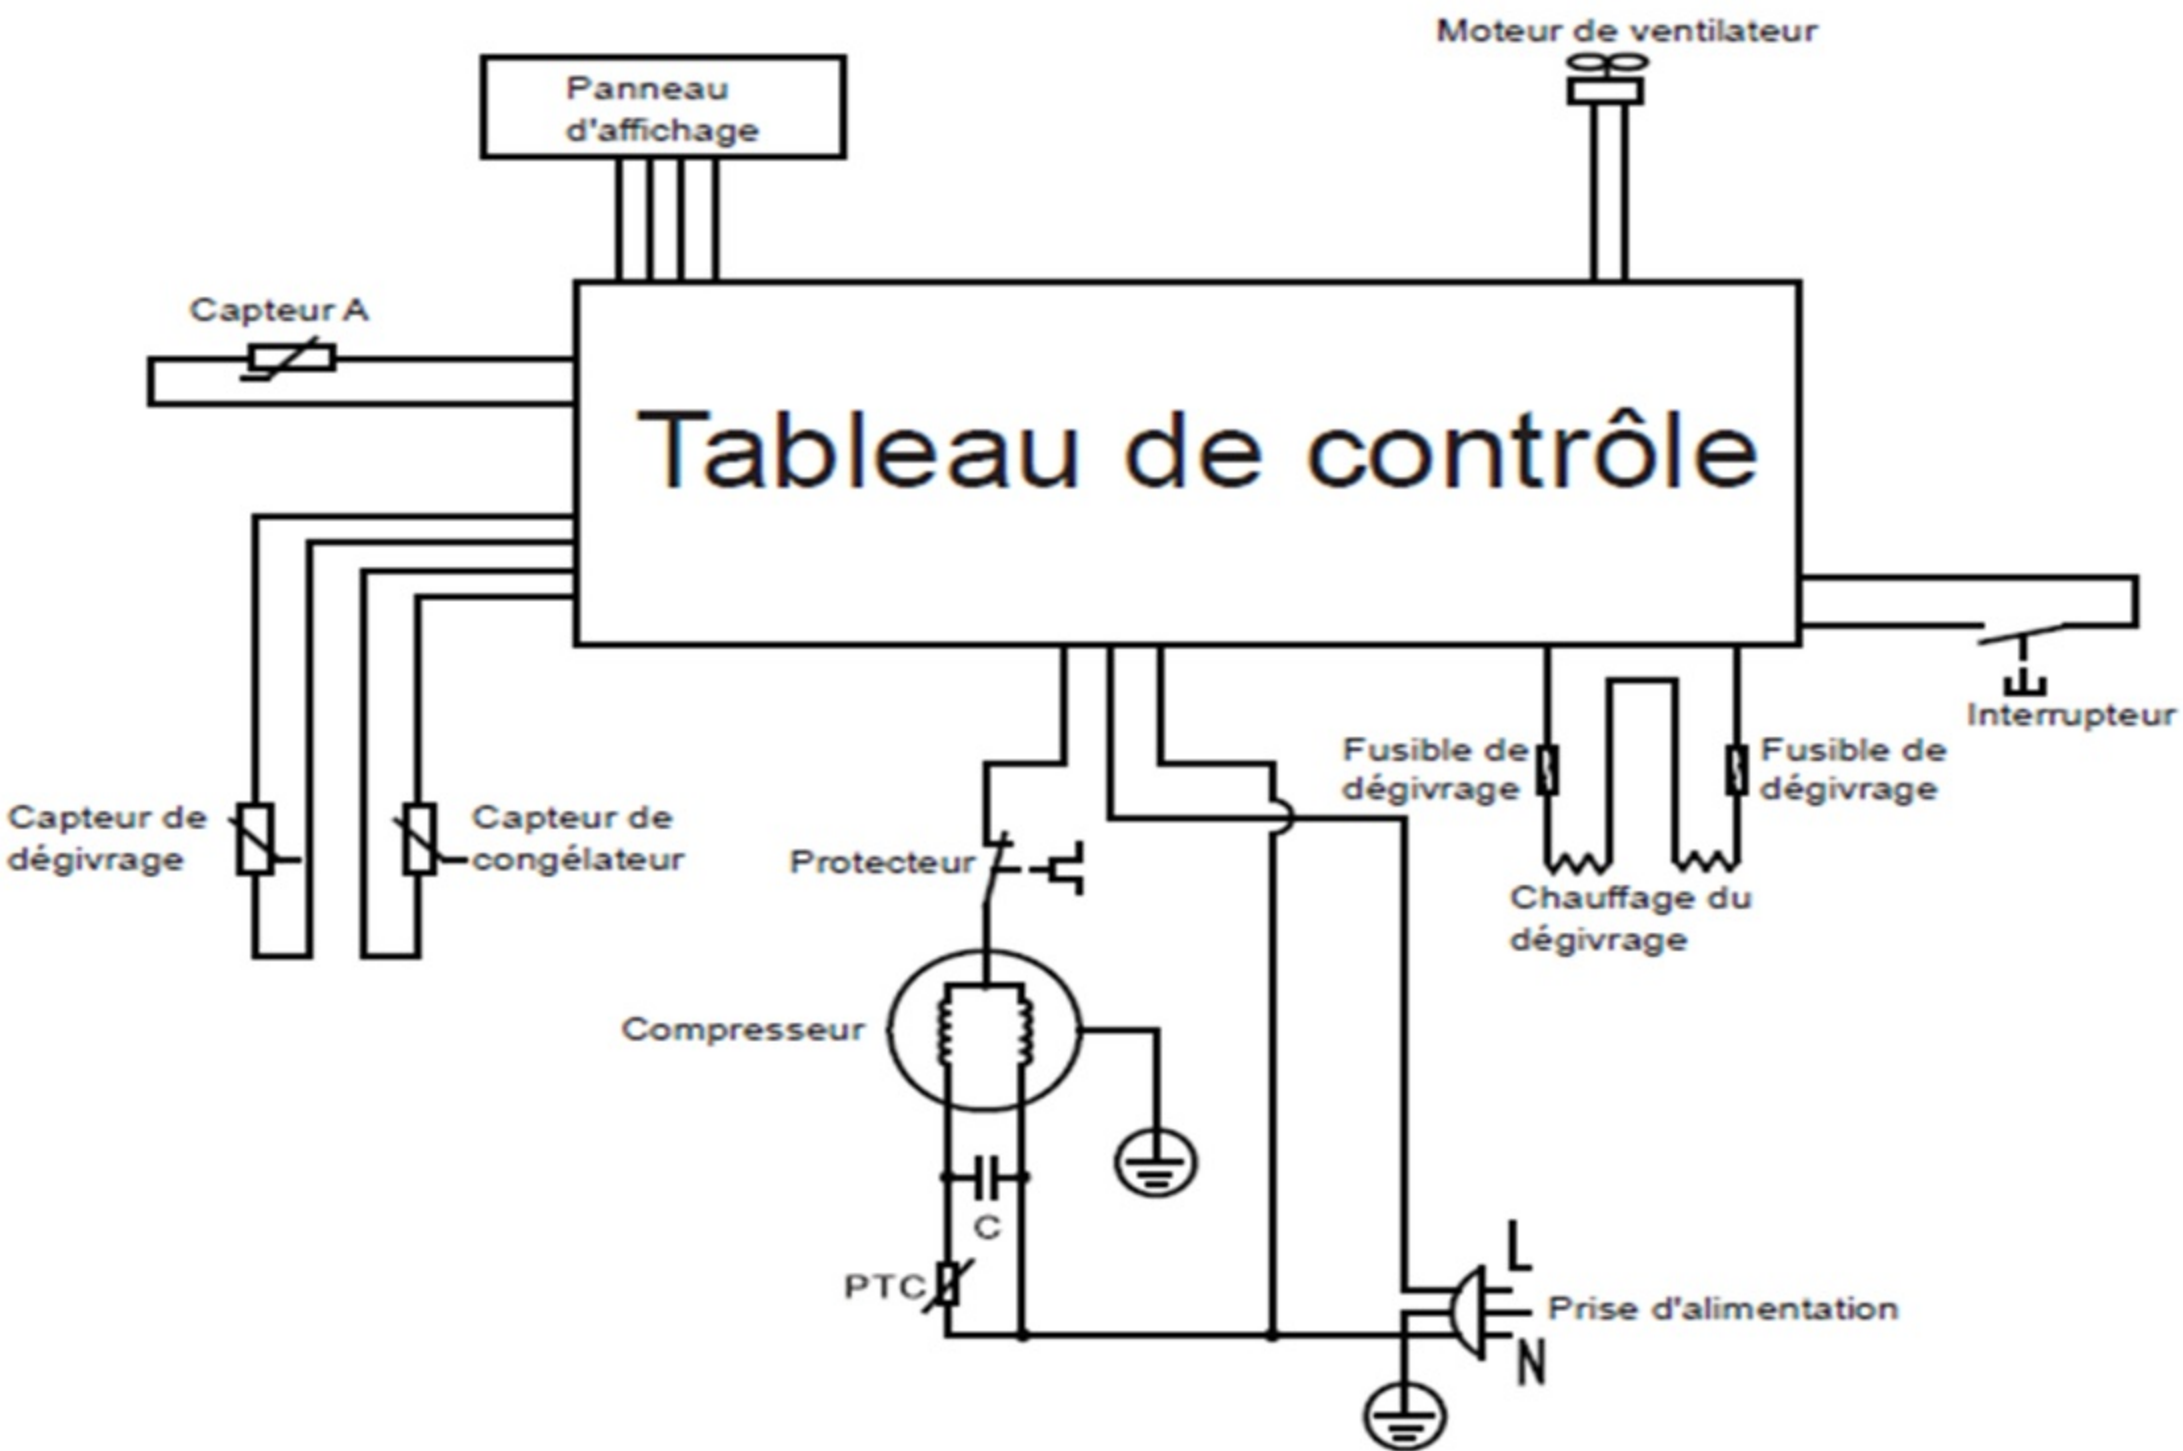 Moteur de ventilateur
Panneau
d'affichage
Capteur A
Tableau de contrôle
Interrupteur
Fusible de
dégivrage
Fusible de
dégivrage
Capteur de
dégivrage
Capteur de
congélateur
Protecteur
Chauffage du
dégivrage
Compresseur
C
PTC
L
Prise d'alimentation
N